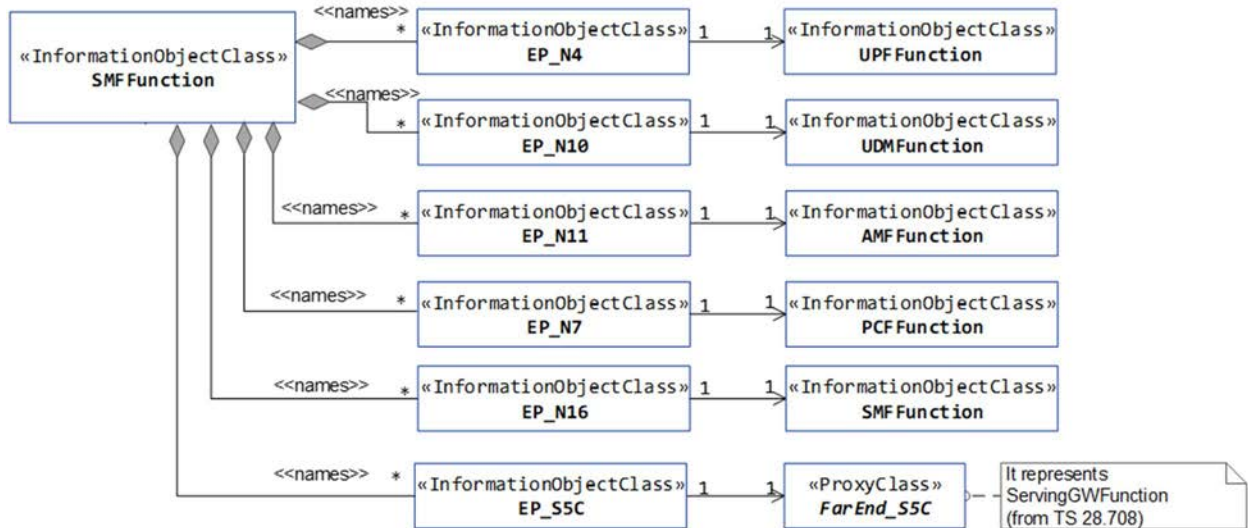 «InformationObjectClass»
SMFFunction
<<names>>
*
«InformationObjectClass»
EP_N4
1
1
«InformationObjectClass»
UPFFunction
<<names>>
*
«InformationObjectClass»
EP_N10
1
1
«InformationObjectClass»
UDMFunction
<<names>>
*
«InformationObjectClass»
EP_N11
1
1
«InformationObjectClass»
AMFFunction
<<names>>
*
«InformationObjectClass»
EP_N7
1
1
«InformationObjectClass»
PCFFunction
<<names>>
*
«InformationObjectClass»
EP_N16
1
1
«InformationObjectClass»
SMFFunction
<<names>>
*
«InformationObjectClass»
EP_S5C
1
1
«ProxyClass»
FarEnd_S5C
It represents
ServingGWFunction
(from TS 28.708)